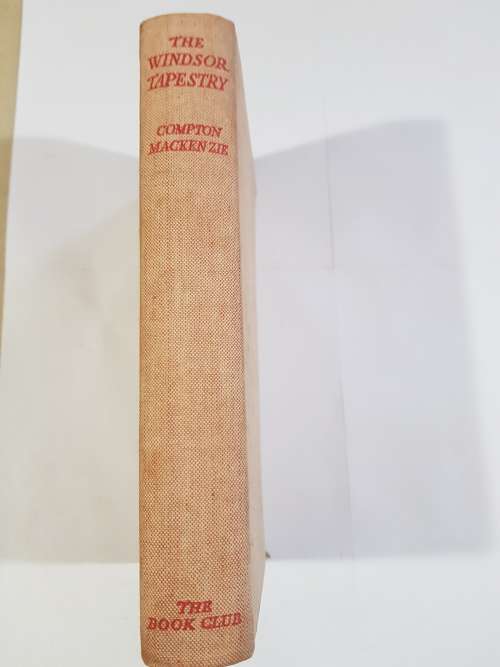 THE
WINDSOR
TAPESTRY
COMPTON
MACKENZIE
THE
BOOK CLUB